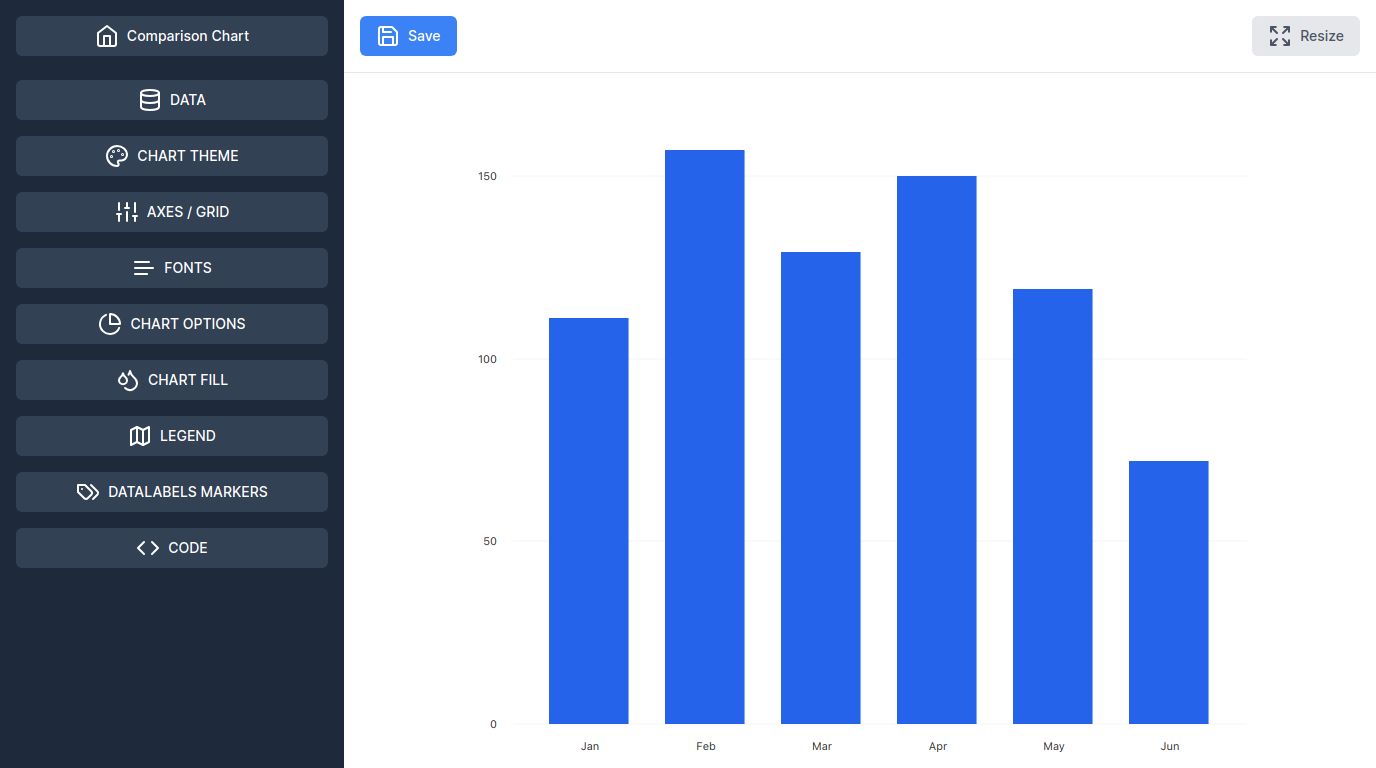 Comparison Chart
DATA
CHART THEME
AXES / GRID
FONTS
CHART OPTIONS
CHART FILL
LEGEND
DATALABELS MARKERS
CODE
Save
Resize
150
100
50
0
Jan
Feb
Mar
Apr
May
Jun